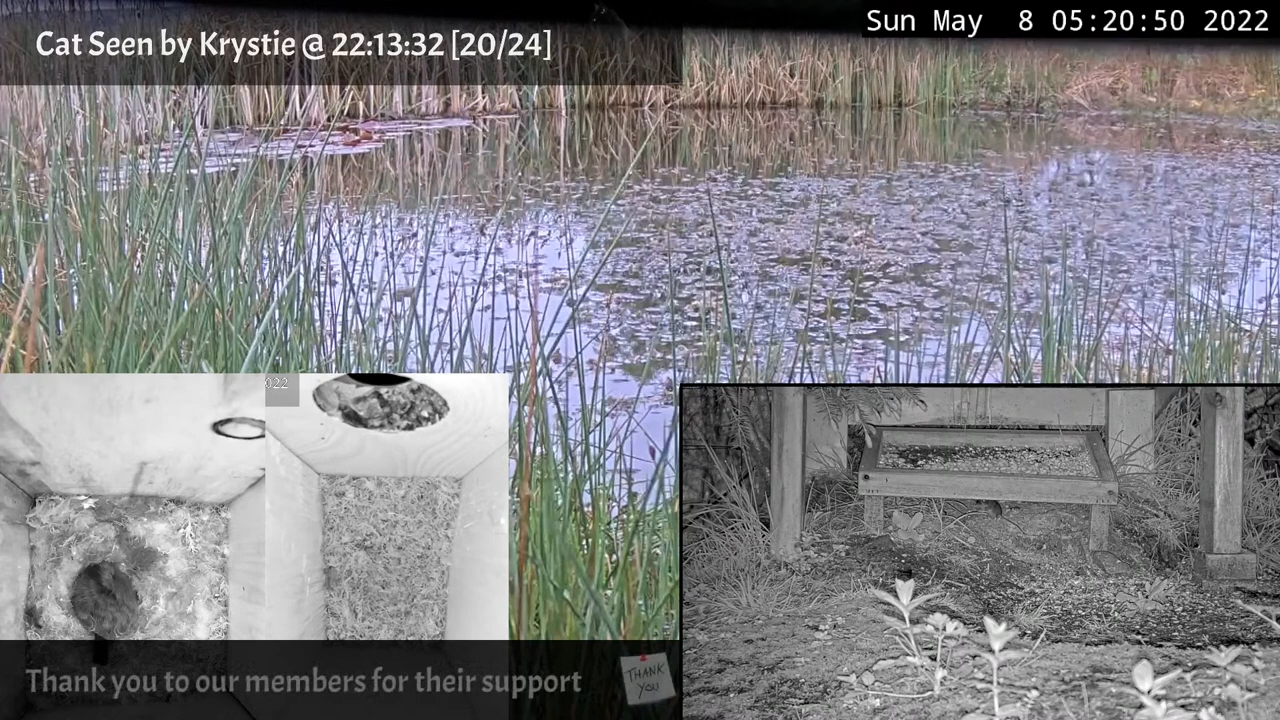 Cat Seen by Krystie @ 22:13:32 [20/24]
Sun May 8 05:20:50 2022
022
Thank you to our members for their support
THANK
YOU